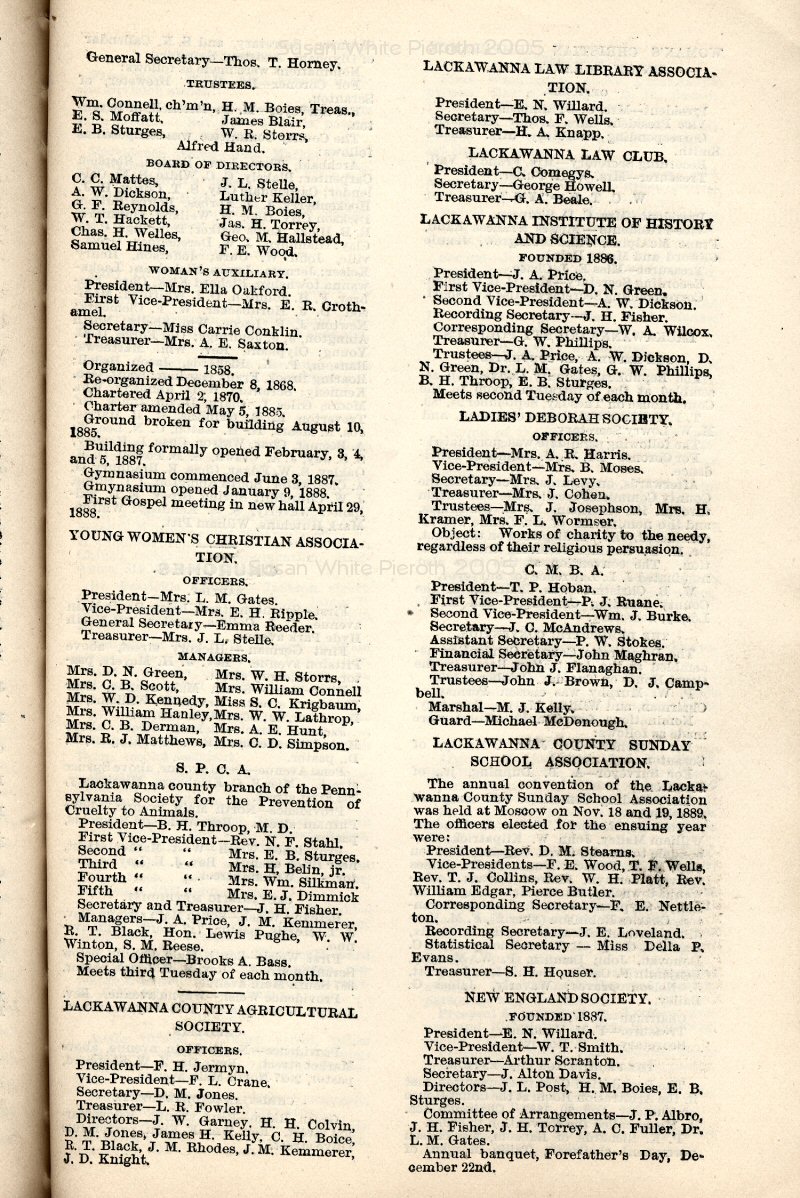 Susan White Pieroth 2005
General Secretary—Thos. T. Horney.
TRUSTEES.
Wm. Connell, ch'm'n, H. M. Boies, Treas.,
E. S. Moffatt, James Blair,
E. B. Sturges, W. R. Storrs,
Alfred Hand.
BOARD OF DIRECTORS.
C. C. Mattes, J. L. Stelle,
A. W. Dickson, Luther Keller,
G. F. Reynolds, H. M. Boies,
W. T. Hackett, Jas. H. Torrey,
Chas. H. Welles, Geo. M. Hallstead,
Samuel Hines, F. E. Wood.
WOMAN'S AUXILIARY.
President—Mrs. Ella Oakford.
First Vice-President—Mrs. E. R. Croth-
amel.
Secretary—Miss Carrie Conklin.
Treasurer—Mrs. A. E. Saxton.
Organized —— 1858.
Re-organized December 8, 1868.
Chartered April 2, 1870.
Charter amended May 5, 1885.
Ground broken for building August 10,
1885.
Building formally opened February, 3, 4,
and 5, 1887.
Gymnasium commenced June 3, 1887.
Gmynasium opened January 9, 1888.
First Gospel meeting in new hall April 29,
1888.
YOUNG WOMEN'S CHRISTIAN ASSOCIA-
TION.
Susan White Pieroth 2005
OFFICERS.
President—Mrs. L. M. Gates.
Vice-President—Mrs. E. H. Ripple.
General Secretary—Emma Reeder.
Treasurer—Mrs. J. L. Stelle.
MANAGERS.
Mrs. D. N. Green, Mrs. W. H. Storrs,
Mrs. C. B. Scott, Mrs. William Connell
Mrs. W. D. Kennedy, Miss S. C. Krigbaum,
Mrs. William Hanley, Mrs. W. W. Lathrop,
Mrs. C. B. Derman, Mrs. A. E. Hunt,
Mrs. R. J. Matthews, Mrs. C. D. Simpson.
S. P. C. A.
Lackawanna county branch of the Penn-
sylvania Society for the Prevention of
Cruelty to Animals.
President—B. H. Throop, M. D.
First Vice-President—Rev. N. F. Stahl.
Second " " Mrs. E. B. Sturges.
Third " " Mrs. H. Belin, jr.
Fourth " " Mrs. Wm. Silkman.
Fifth " " Mrs. E. J. Dimmick
Secretary and Treasurer—J. H. Fisher.
Managers—J. A. Price, J. M. Kemmerer,
R. T. Black, Hon. Lewis Pughe, W. W.
Winton, S. M. Reese.
Special Officer—Brooks A. Bass.
Meets third Tuesday of each month.
LACKAWANNA COUNTY AGRICULTURAL
SOCIETY.
OFFICERS.
President—F. H. Jermyn.
Vice-President—F. L. Crane.
Secretary—D. M. Jones.
Treasurer—L. R. Fowler.
Directors—J. W. Garney, H. H. Colvin,
D. M. Jones, James H. Kelly, C. H. Boice,
R. T. Black, J. M. Rhodes, J. M. Kemmerer,
J. D. Knight.
LACKAWANNA LAW LIBRARY ASSOCIA-
TION.
President—E. N. Willard.
Secretary—Thos. F. Wells.
Treasurer—H. A. Knapp.
LACKAWANNA LAW CLUB.
President—C. Comegys.
Secretary—George Howell.
Treasurer—G. A. Beale.
LACKAWANNA INSTITUTE OF HISTORY
AND SCIENCE.
FOUNDED 1886.
President—J. A. Price.
First Vice-President—D. N. Green.
Second Vice-President—A. W. Dickson.
Recording Secretary—J. H. Fisher.
Corresponding Secretary—W. A. Wilcox.
Treasurer—G. W. Phillips.
Trustees—J. A. Price, A. W. Dickson, D.
N. Green, Dr. L. M. Gates, G. W. Phillips,
B. H. Throop, E. B. Sturges.
Meets second Tuesday of each month.
LADIES' DEBORAH SOCIETY.
OFFICERS.
President—Mrs. A. R. Harris.
Vice-President—Mrs. B. Moses.
Secretary—Mrs. J. Levy.
Treasurer—Mrs. J. Cohen.
Trustees—Mrs. J. Josephson, Mrs. H.
Kramer, Mrs. F. L. Wormser.
Object: Works of charity to the needy,
regardless of their religious persuasion.
C. M. B. A.
President—T. P. Hoban.
First Vice-President—P. J. Ruane.
Second Vice-President—Wm. J. Burke.
Secretary—J. C. McAndrews.
Assistant Secretary—P. W. Stokes.
Financial Secretary—John Maghran.
Treasurer—John J. Flanaghan.
Trustees—John J. Brown, D. J. Camp-
bell.
Marshal—M. J. Kelly.
Guard—Michael McDenough.
LACKAWANNA COUNTY SUNDAY
SCHOOL ASSOCIATION.
The annual convention of the Lacka-
wanna County Sunday School Association
was held at Moscow on Nov. 18 and 19, 1889.
The officers elected for the ensuing year
were:
President—Rev. D. M. Stearns.
Vice-Presidents—F. E. Wood, T. F. Wells,
Rev. T. J. Collins, Rev. W. H. Platt, Rev.
William Edgar, Pierce Butler.
Corresponding Secretary—F. E. Nettle-
ton.
Recording Secretary—J. E. Loveland.
Statistical Secretary — Miss Della P.
Evans.
Treasurer—S. H. Houser.
NEW ENGLAND SOCIETY.
FOUNDED 1887.
President—E. N. Willard.
Vice-President—W. T. Smith.
Treasurer—Arthur Scranton.
Secretary—J. Alton Davis.
Directors—J. L. Post, H. M. Boies, E. B.
Sturges.
Committee of Arrangements—J. P. Albro,
J. H. Fisher, J. H. Torrey, A. C. Fuller, Dr.
L. M. Gates.
Annual banquet, Forefather's Day, De-
cember 22nd.